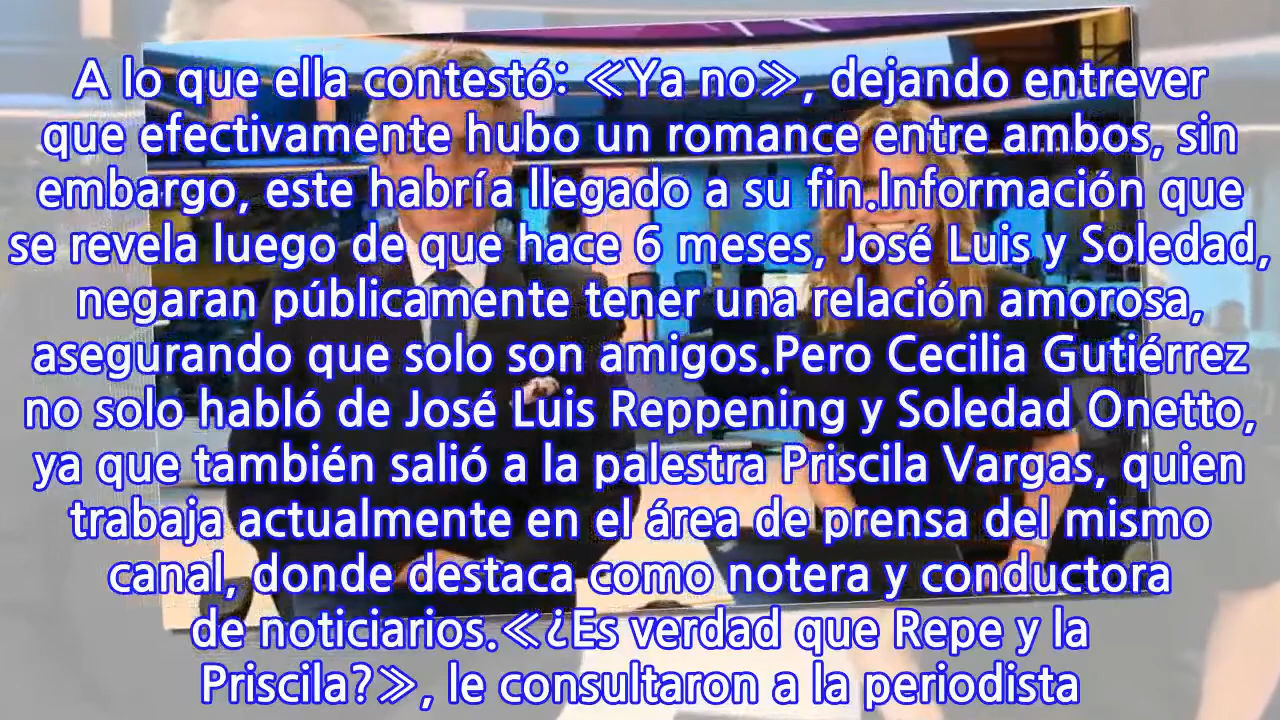 A lo que ella contestó: ≪Ya no≫, dejando entrever
que efectivamente hubo un romance entre ambos, sin
embargo, este habría llegado a su fin.Información que
se revela luego de que hace 6 meses, José Luis y Soledad,
negaran públicamente tener una relación amorosa,
asegurando que solo son amigos.Pero Cecilia Gutiérrez
no solo habló de José Luis Reppening y Soledad Onetto,
ya que también salió a la palestra Priscila Vargas, quien
trabaja actualmente en el área de prensa del mismo
canal, donde destaca como notera y conductora
de noticiarios.≪¿Es verdad que Repe y la
Priscila?≫, le consultaron a la periodista